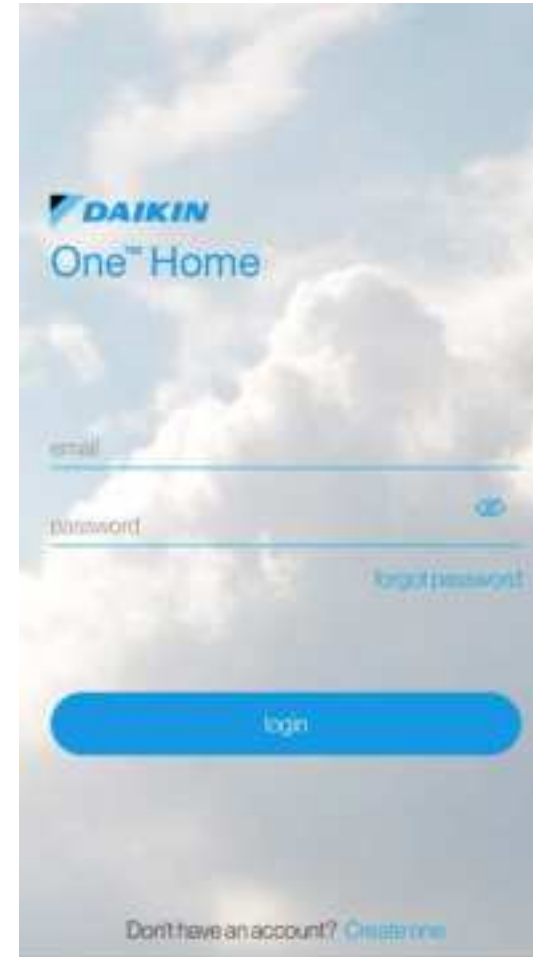 DAIKIN
One™ Home
email
password
forgot password
login
Don't have an account? Create one